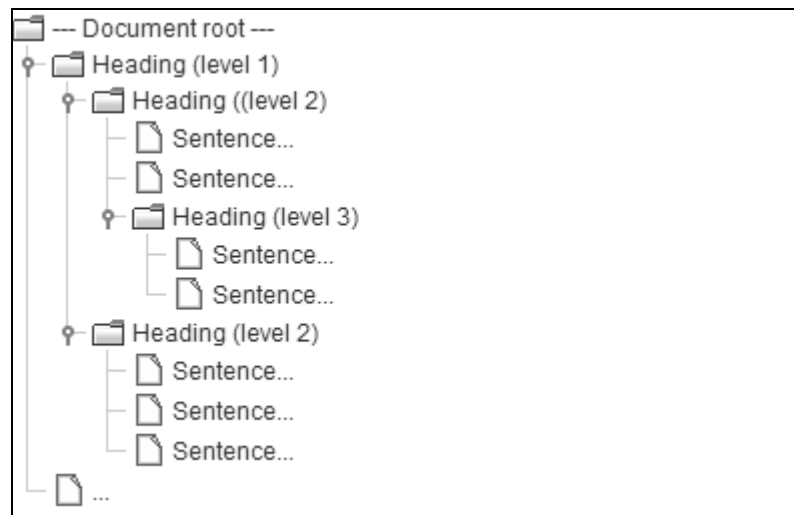 --- Document root ---
Heading (level 1)
Heading ((level 2)
Sentence...
Sentence...
Heading (level 3)
Sentence...
Sentence...
Heading (level 2)
Sentence...
Sentence...
Sentence...
...